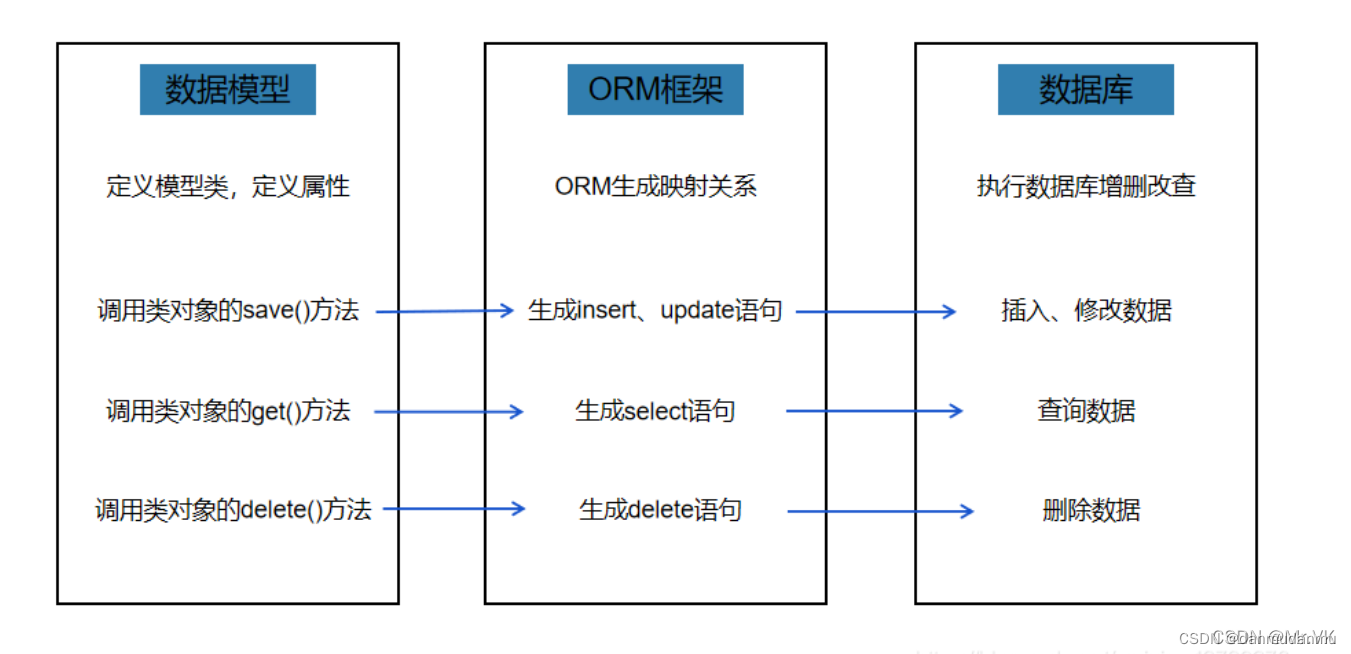 数据模型
ORM框架
数据库
定义模型类，定义属性
ORM生成映射关系
执行数据库增删改查
调用类对象的save()方法
生成insert、update语句
插入、修改数据
调用类对象的get()方法
生成select语句
查询数据
调用类对象的delete()方法
生成delete语句
删除数据
CSDN @Mr.VK